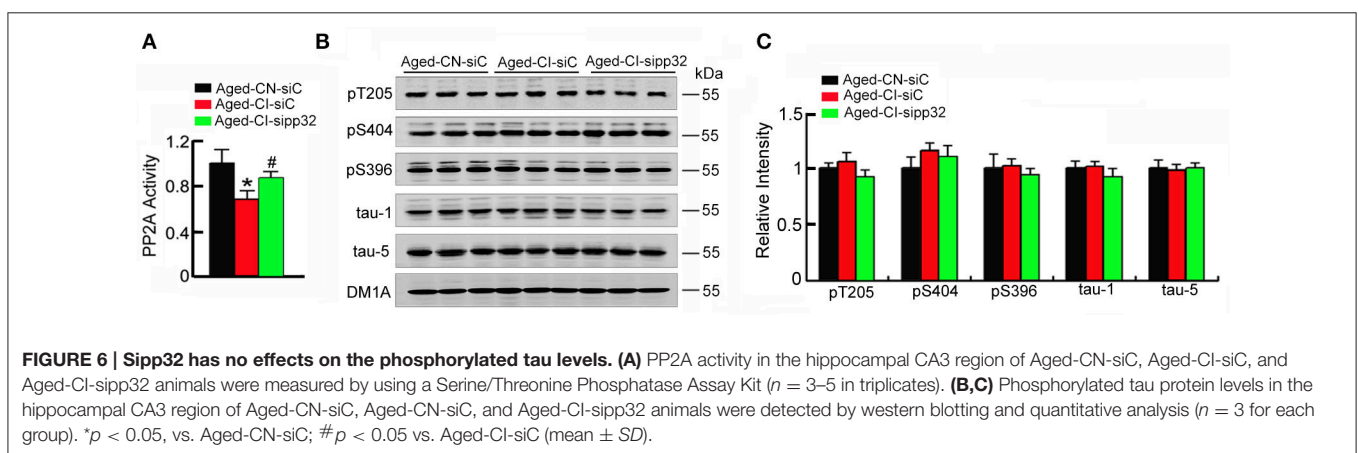 A
Aged-CN-siC
Aged-CI-siC
Aged-CI-sipp32
PP2A Activity
1.2
0.8
0.4
0
*
#
B
Aged-CN-siC Aged-CI-siC Aged-CI-sipp32
kDa
pT205 55
pS404 55
pS396 55
tau-1 55
tau-5 55
DM1A 55
C
Aged-CN-siC
Aged-CI-siC
Aged-CI-sipp32
Relative Intensity
1.5
1
0.5
0
pT205 pS404 pS396 tau-1 tau-5
FIGURE 6 | Sipp32 has no effects on the phosphorylated tau levels. (A) PP2A activity in the hippocampal CA3 region of Aged-CN-siC, Aged-CI-siC, and
Aged-CI-sipp32 animals were measured by using a Serine/Threonine Phosphatase Assay Kit (n = 3–5 in triplicates). (B,C) Phosphorylated tau protein levels in the
hippocampal CA3 region of Aged-CN-siC, Aged-CN-siC, and Aged-CI-sipp32 animals were detected by western blotting and quantitative analysis (n = 3 for each
group). *p < 0.05, vs. Aged-CN-siC; #p < 0.05 vs. Aged-CI-siC (mean ± SD).